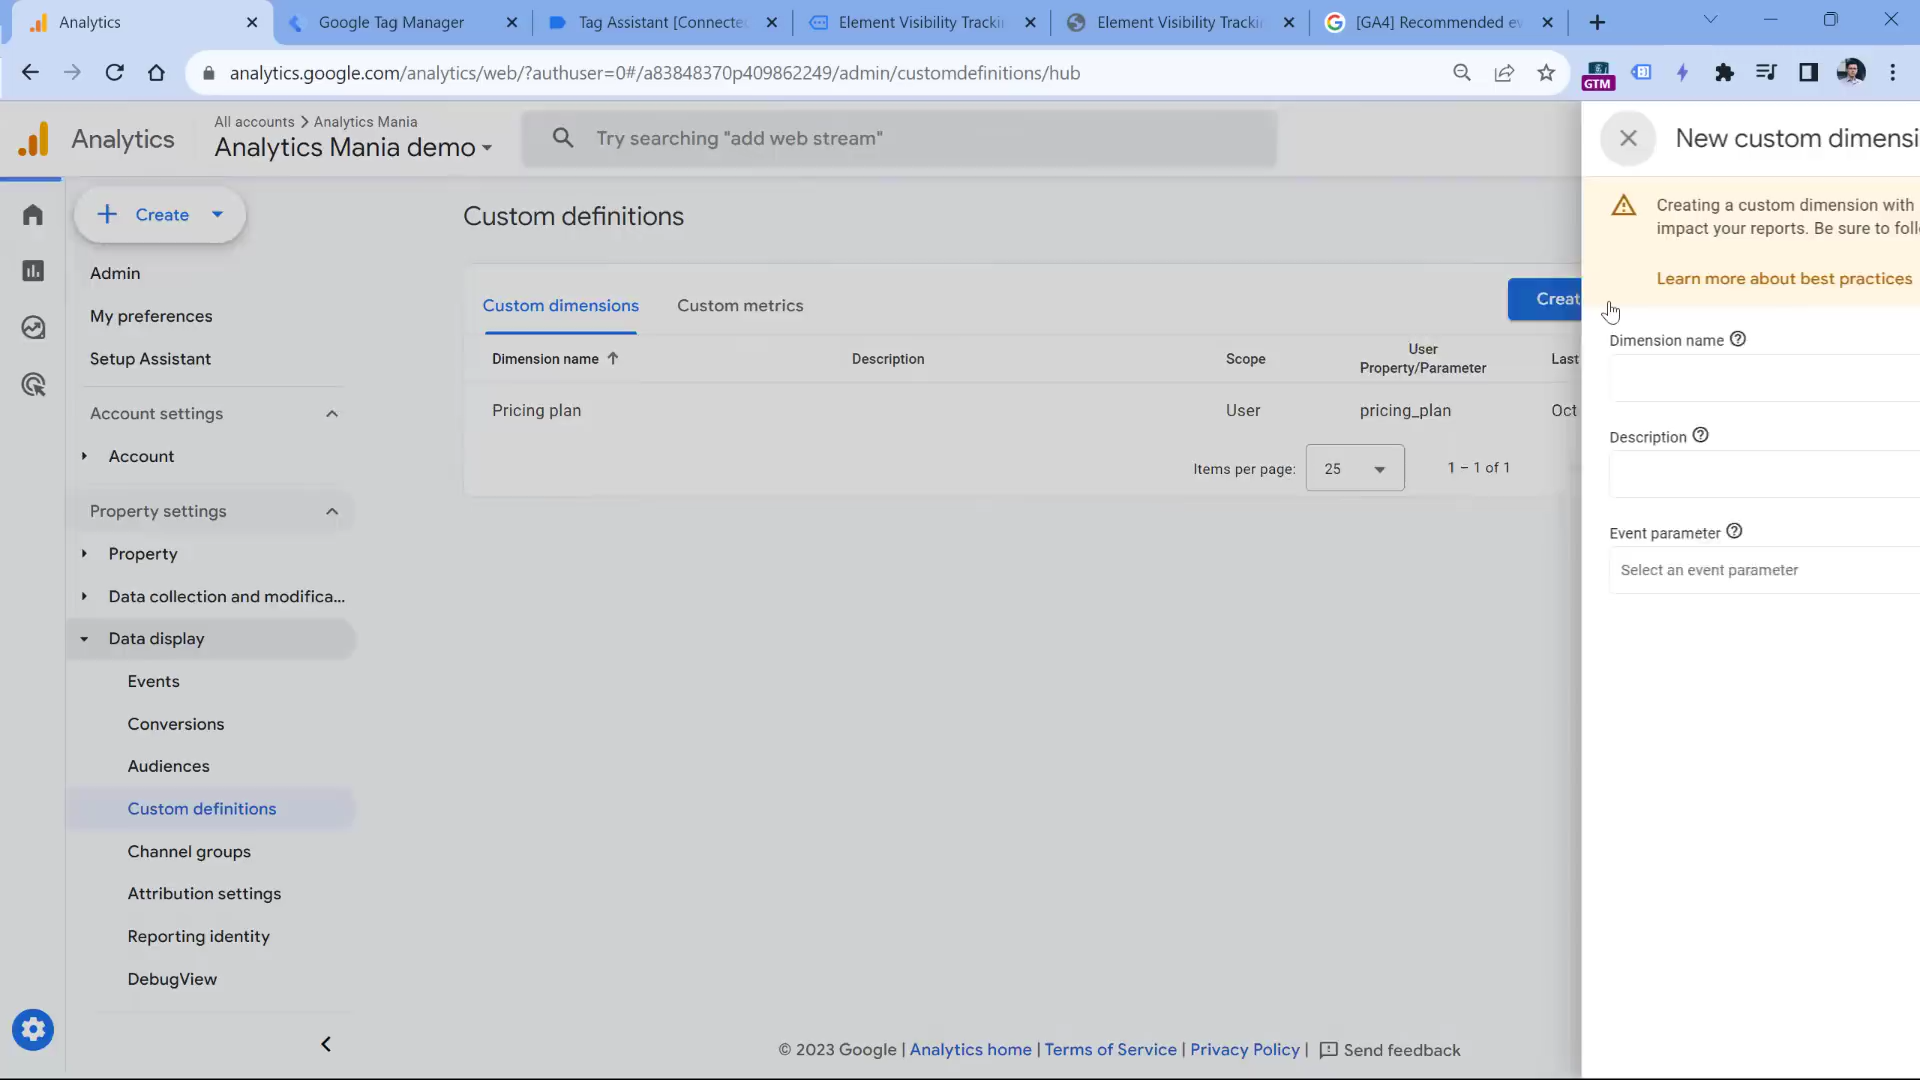 Analytics
Google Tag Manager
Tag Assistant [Connecte
Element Visibility Trackin
Element Visibility Trackin
[GA4] Recommended ev
analytics.google.com/analytics/web/?authuser=0#/a83848370p409862249/admin/customdefinitions/hub
GTM
Analytics
All accounts > Analytics Mania
Analytics Mania demo
Try searching "add web stream"
New custom dimensi
Creating a custom dimension with
impact your reports. Be sure to follo
Learn more about best practices
Create
Custom definitions
Admin
My preferences
Setup Assistant
Account settings
Account
Property settings
Property
Data collection and modifica...
Data display
Events
Conversions
Audiences
Custom definitions
Channel groups
Attribution settings
Reporting identity
DebugView
Custom dimensions
Custom metrics
Creat
Dimension name
Description
Scope
User
Property/Parameter
Last
Pricing plan
User
pricing_plan
Oct
Items per page:
25
1 – 1 of 1
Dimension name
Description
Event parameter
Select an event parameter
© 2023 Google | Analytics home | Terms of Service | Privacy Policy |
Send feedback